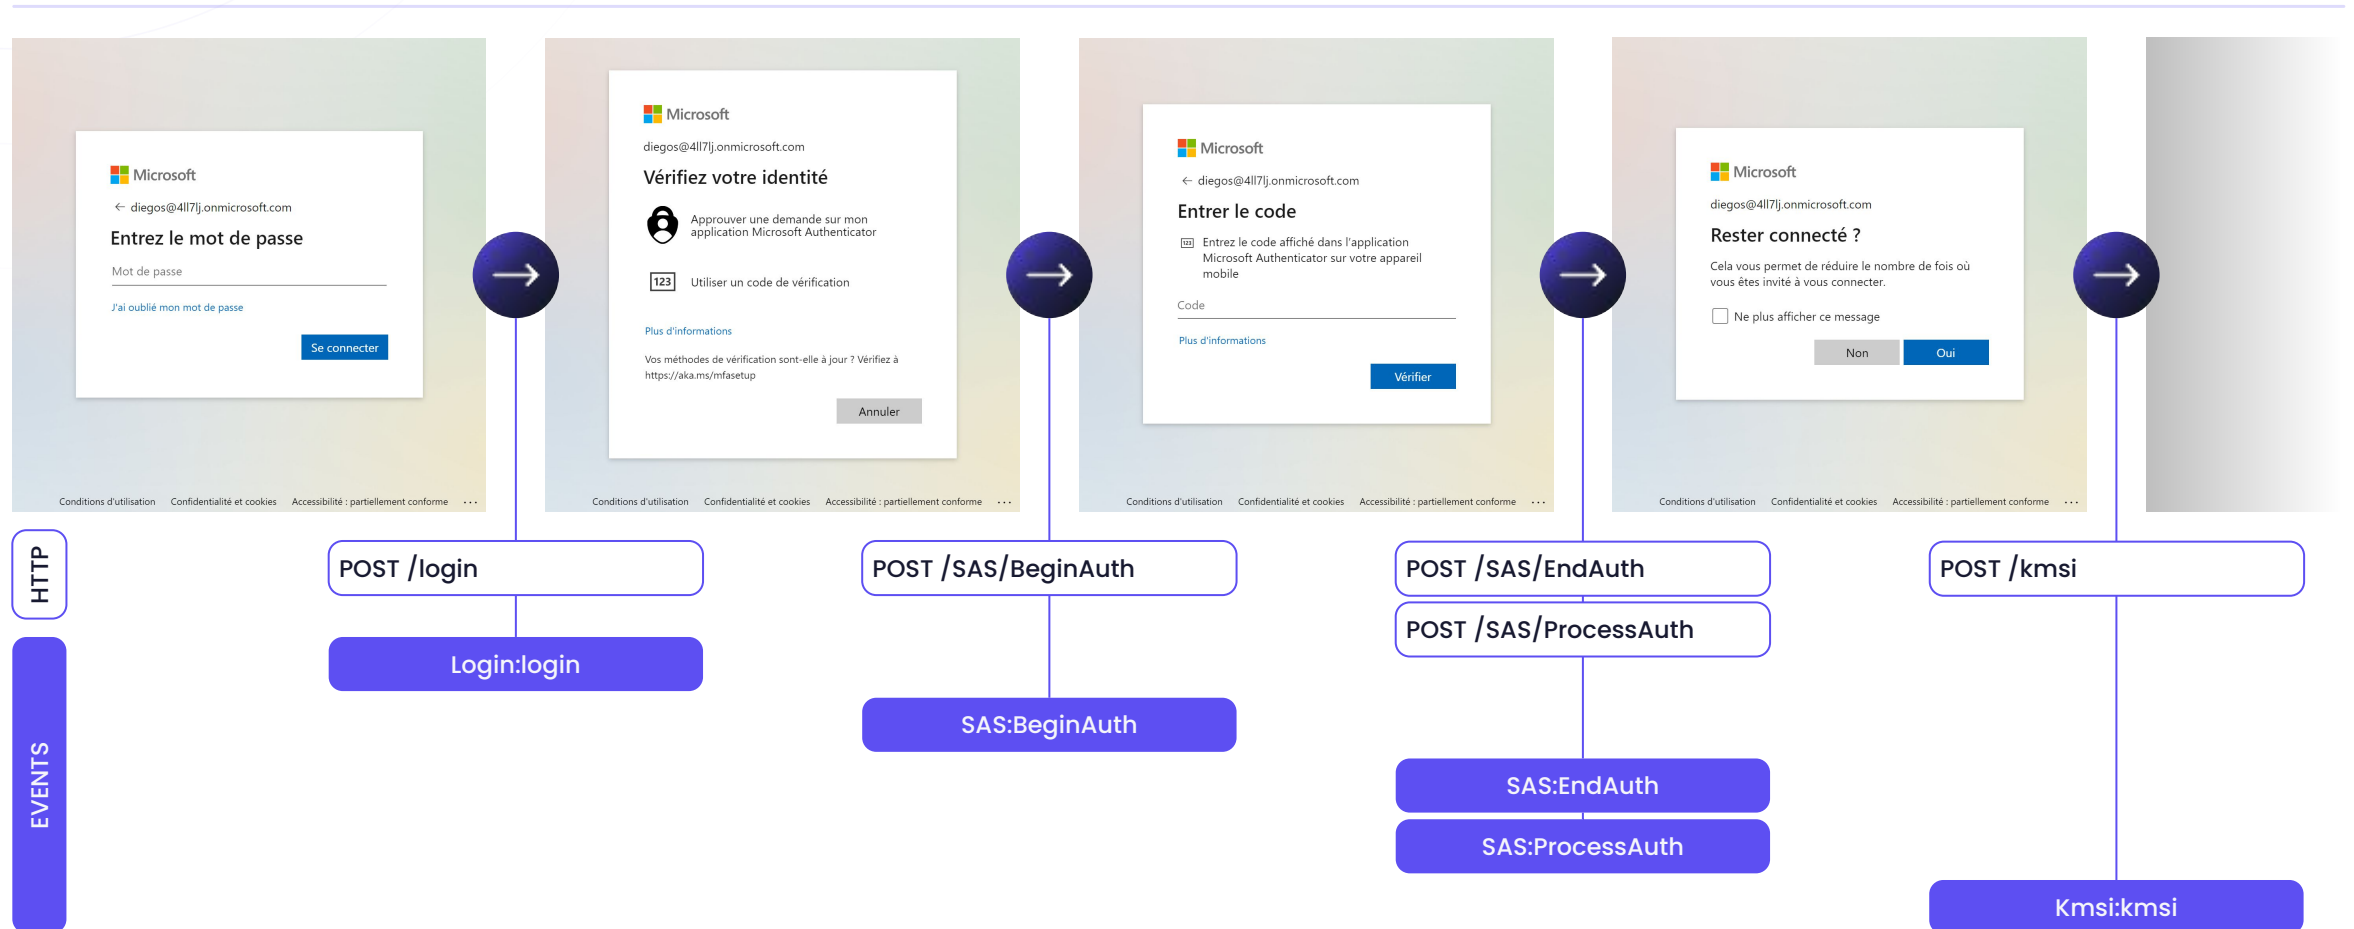 Microsoft
← diegos@4ll7lj.onmicrosoft.com
Entrez le mot de passe
Mot de passe
J'ai oublié mon mot de passe
Se connecter
Conditions d'utilisation Confidentialité et cookies Accessibilité : partiellement conforme ...
Microsoft
diegos@4ll7lj.onmicrosoft.com
Vérifiez votre identité
Approuver une demande sur mon
application Microsoft Authenticator
123 Utiliser un code de vérification
Plus d'informations
Vos méthodes de vérification sont-elle à jour ? Vérifiez à
https://aka.ms/mfasetup
Annuler
Conditions d'utilisation Confidentialité et cookies Accessibilité : partiellement conforme ...
Microsoft
← diegos@4ll7lj.onmicrosoft.com
Entrer le code
123 Entrez le code affiché dans l'application
Microsoft Authenticator sur votre appareil
mobile
Code
Plus d'informations
Vérifier
Conditions d'utilisation Confidentialité et cookies Accessibilité : partiellement conforme ...
Microsoft
diegos@4ll7lj.onmicrosoft.com
Rester connecté ?
Cela vous permet de réduire le nombre de fois où
vous êtes invité à vous connecter.
Ne plus afficher ce message
Non Oui
Conditions d'utilisation Confidentialité et cookies Accessibilité : partiellement conforme ...
HTTP
POST /login
POST /SAS/BeginAuth
POST /SAS/EndAuth
POST /SAS/ProcessAuth
POST /kmsi
EVENTS
Login:login
SAS:BeginAuth
SAS:EndAuth
SAS:ProcessAuth
Kmsi:kmsi